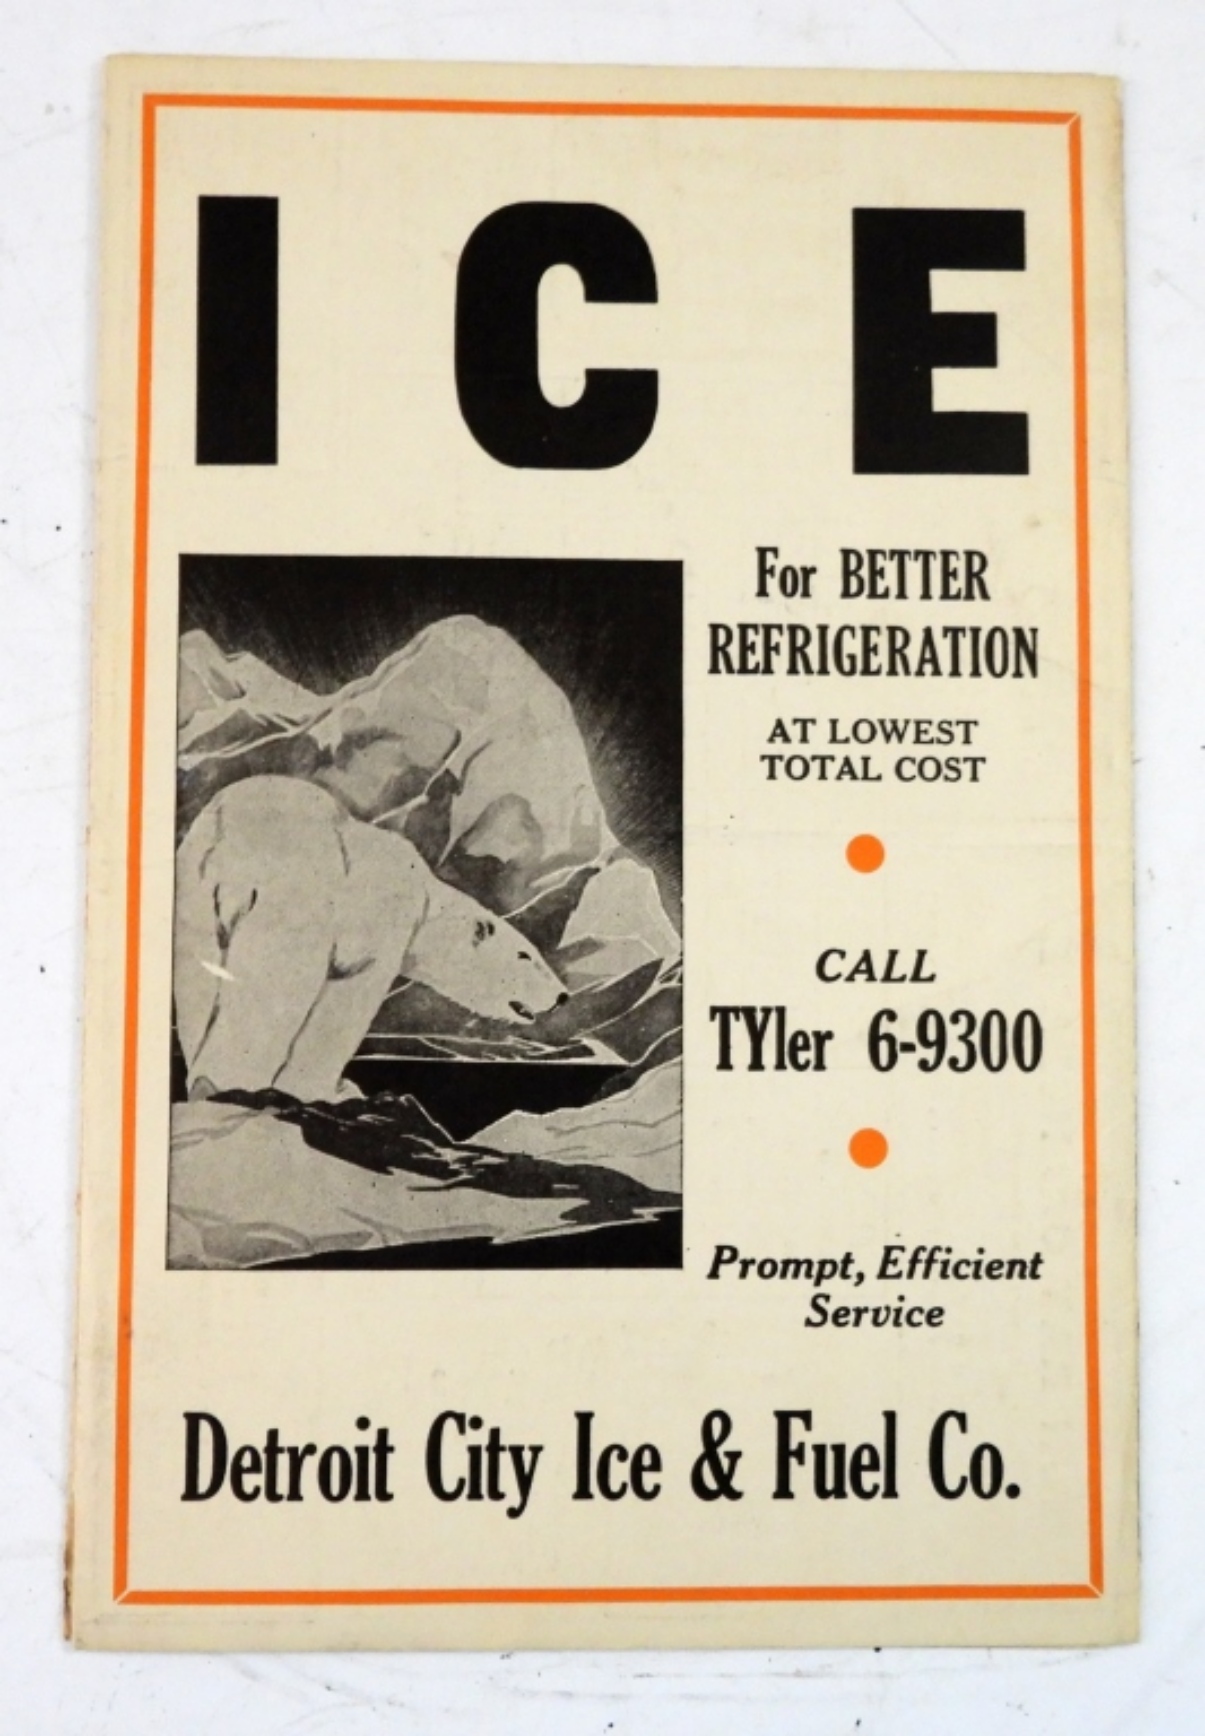 ICE
For BETTER
REFRIGERATION
AT LOWEST
TOTAL COST
CALL
TYler 6-9300
Prompt, Efficient
Service
Detroit City Ice & Fuel Co.